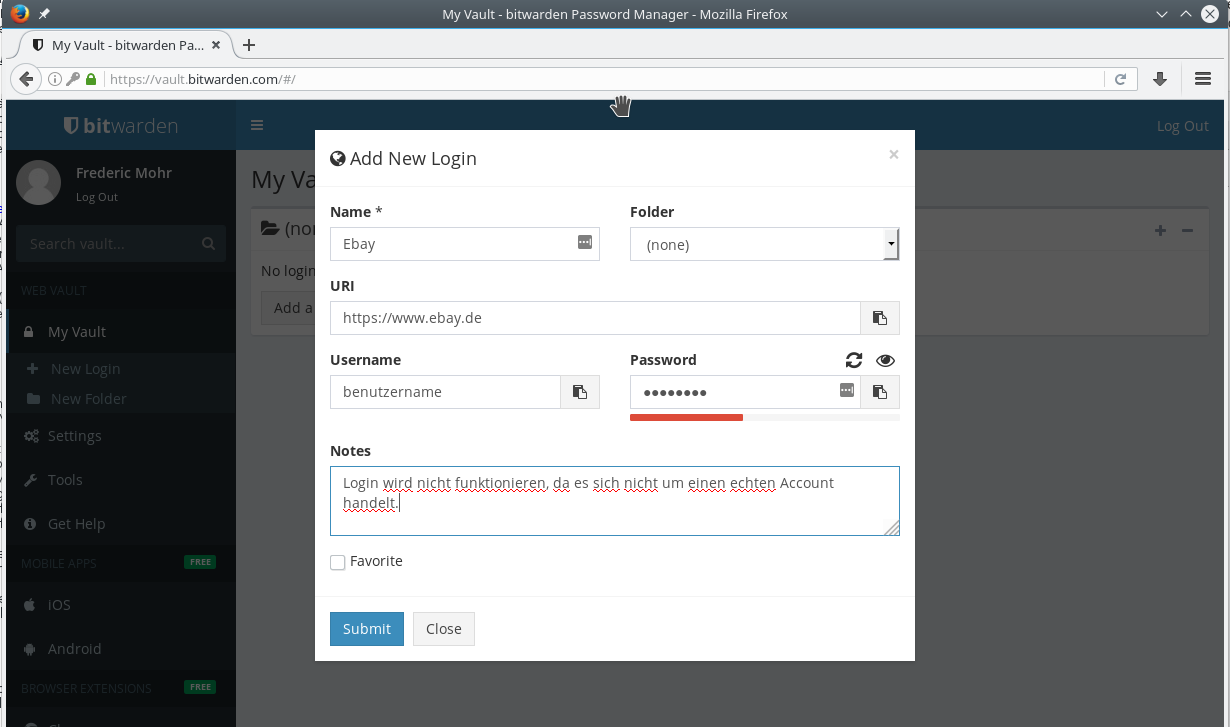 My Vault - bitwarden Password Manager - Mozilla Firefox
My Vault - bitwarden Pa...
https://vault.bitwarden.com/#/
bitwarden
Log Out
Frederic Mohr
Log Out
Search vault...
WEB VAULT
My Vault
New Login
New Folder
Settings
Tools
Get Help
MOBILE APPS FREE
iOS
Android
BROWSER EXTENSIONS FREE
Add New Login ×
Name * Folder
Ebay (none)
URI
https://www.ebay.de
Username Password
benutzername ••••••••
Notes
Login wird nicht funktionieren, da es sich nicht um einen echten Account
handelt.
Favorite
Submit Close
My Va
(non
No login
Add a